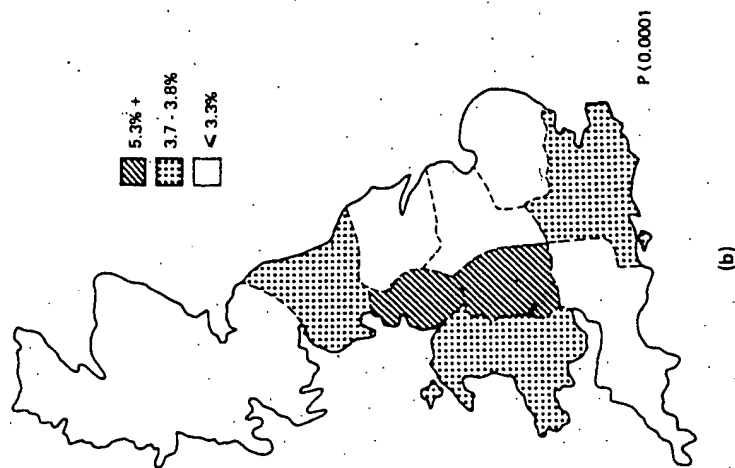 5.3% +
3.7 - 3.8%
< 3.3%
P (0.0001
(b)